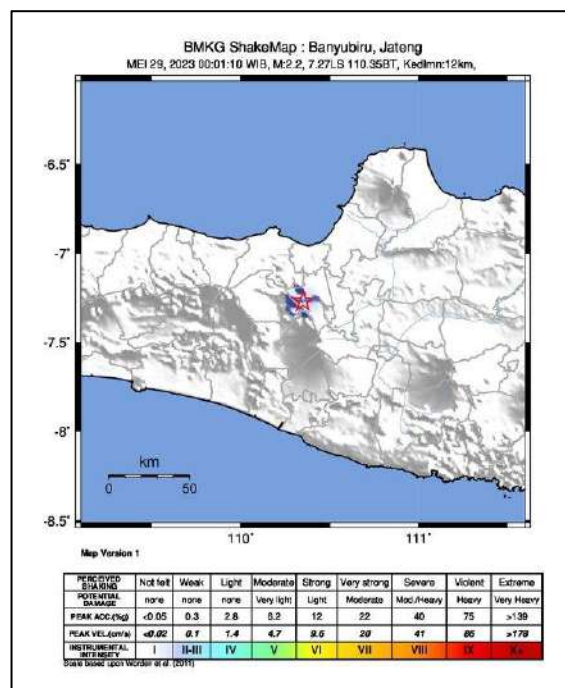 BMKG ShakeMap : Banyubiru, Jateng
MEI 29, 2023 00:01:10 WIB, M:2.2, 7.27LS 110.35BT, Kedlmn:12km,
-6.5
-7
-7.5
-8
-8.5
km
0 50
110° 111°
Map Version 1
PERCEIVED SHAKING Not felt Weak Light Moderate Strong Very strong Severe Violent Extreme
POTENTIAL DAMAGE none none none Very light Light Moderate Mod./Heavy Heavy Very Heavy
PEAK ACC.(%g) <0.05 0.3 2.8 6.2 12 22 40 75 >139
PEAK VEL.(cm/s) <0.02 0.1 1.4 4.7 9.6 20 41 86 >178
INSTRUMENTAL INTENSITY I II-III IV V VI VII VIII IX X+
Scale based upon Worden et al. (2011)